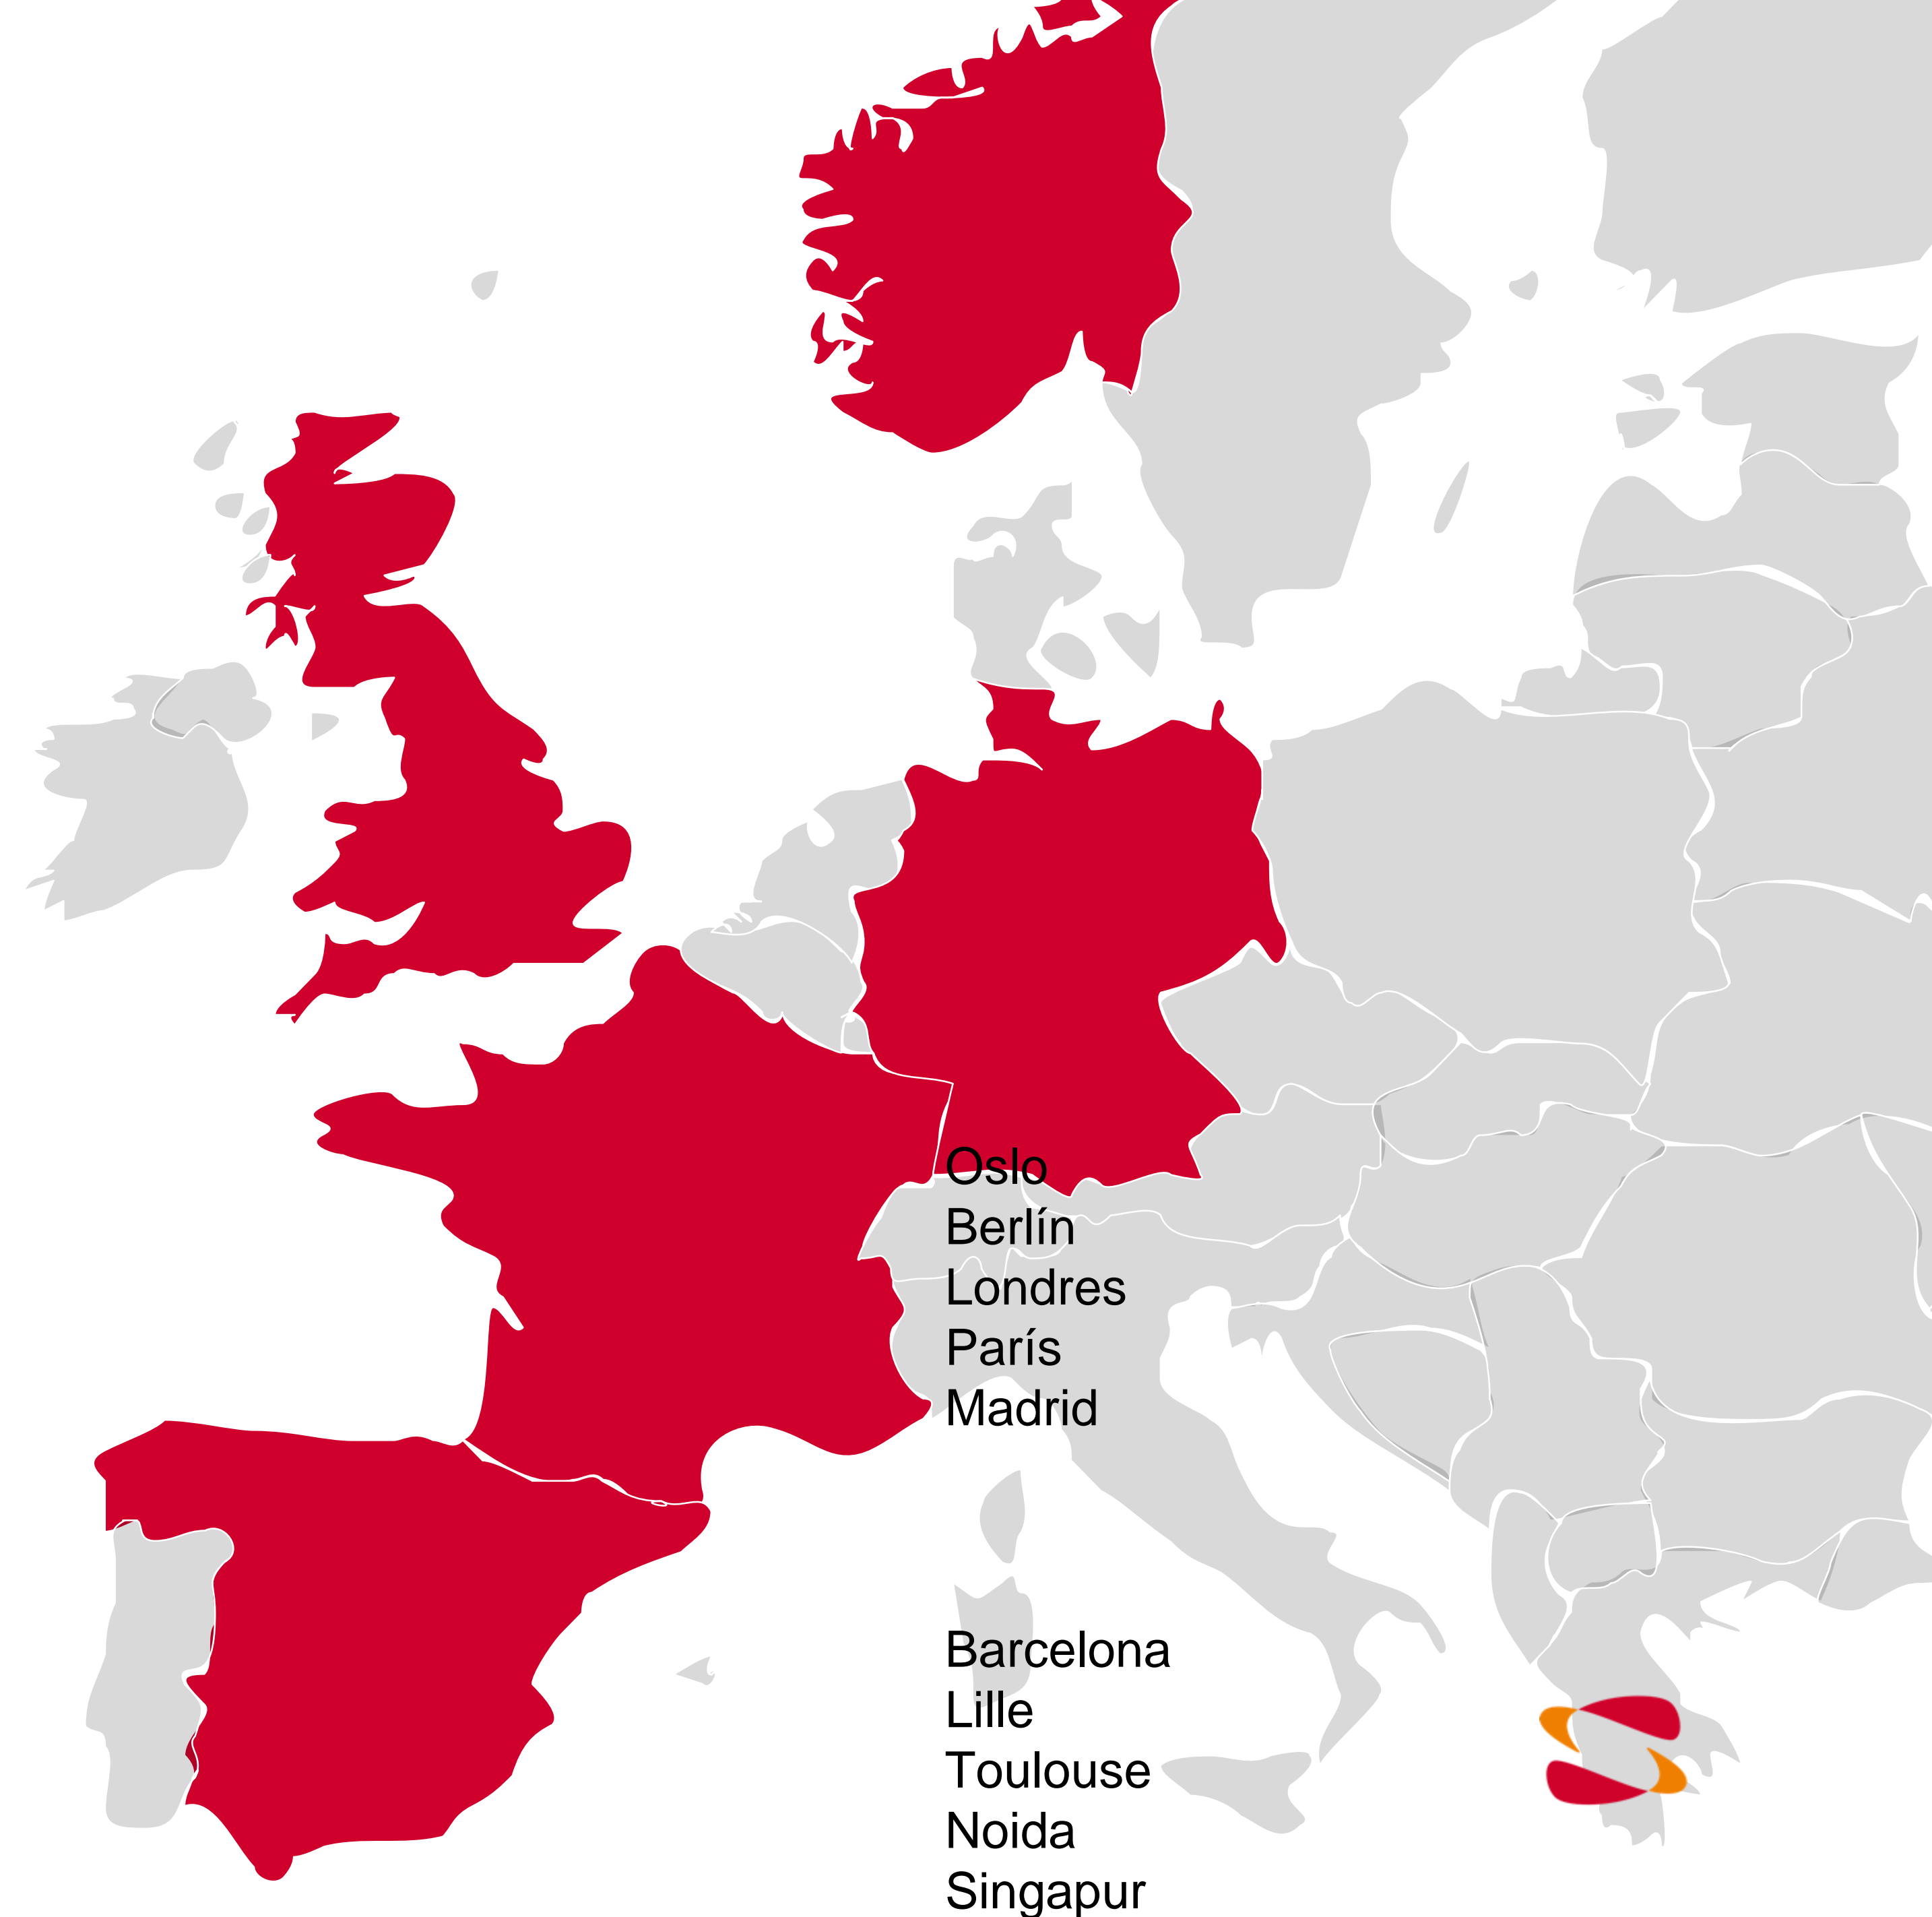 Oslo
Berlín
Londres
París
Madrid
Barcelona
Lille
Toulouse
Noida
Singapur